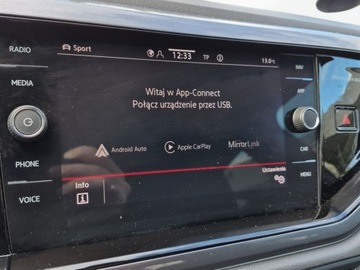 RADIO
MEDIA
PHONE
VOICE
Sport
12:33
TP
13.0°C
NAV
APP
CAR
MENU
Witaj w App-Connect
Połącz urządzenie przez USB.
Android Auto
Apple CarPlay
MirrorLink
Info
Ustawienia